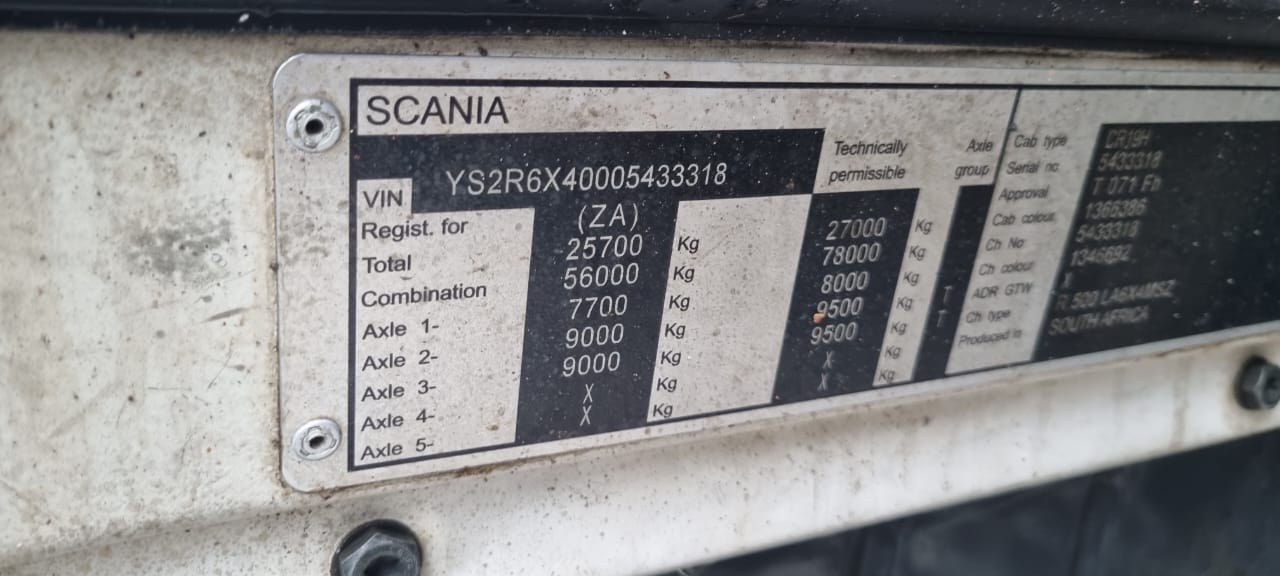 SCANIA
VIN YS2R6X40005433318
Technically permissible
Axle group
Regist. for (ZA)
Total 25700 Kg 27000 Kg
Combination 56000 Kg 78000 Kg
Axle 1- 7700 Kg 8000 Kg
Axle 2- 9000 Kg 9500 Kg T
Axle 3- 9000 Kg 9500 Kg T
Axle 4- X Kg X Kg
Axle 5- X Kg X Kg
Cab type CR19H
Serial no. 5433318
Approval T 071 Fh
Cab colour 1366386
Ch No 5433318
Ch colour 1346692
ADR GTW X
Ch type R 500 LA6X4MSZ
Produced in SOUTH AFRICA